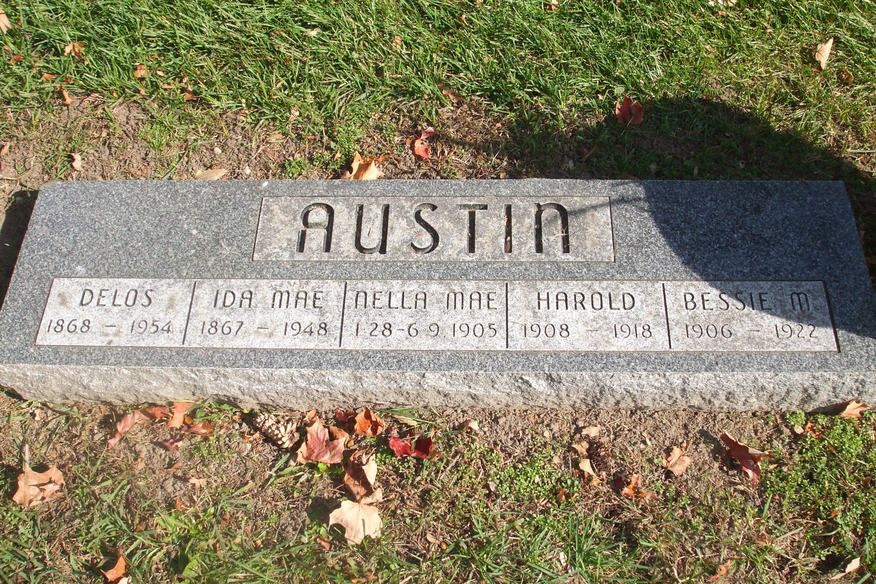 AUSTIN
DELOS
1868 – 1954
IDA MAE
1867 – 1948
NELLA MAE
1·28-6·9 1905
HAROLD
1908 – 1918
BESSIE M
1906 – 1922